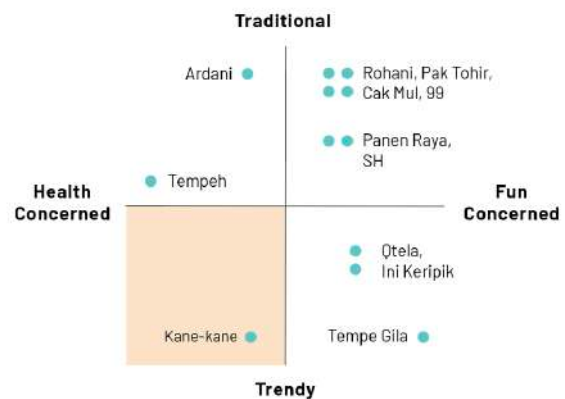 Traditional
Ardani
Rohani, Pak Tohir,
Cak Mul, 99
Panen Raya,
SH
Tempeh
Health
Concerned
Fun
Concerned
Qtela,
Ini Keripik
Kane-kane
Tempe Gila
Trendy